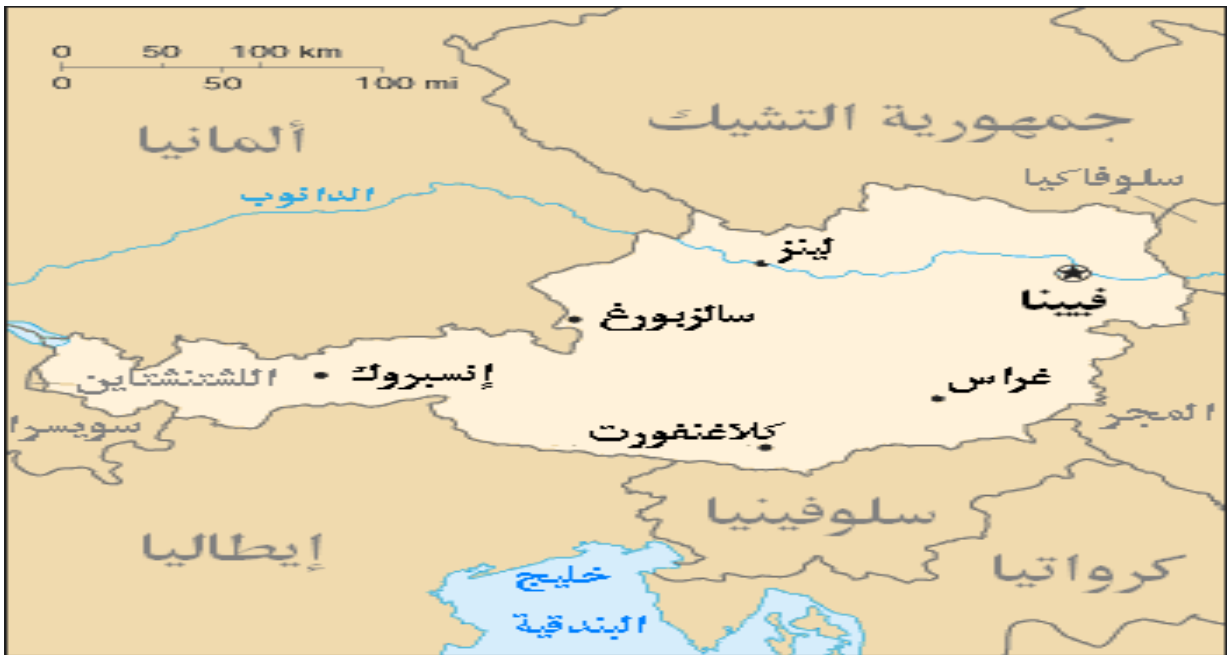 0 50 100 km
0 50 100 mi
جمهورية التشيك
ألمانيا
سلوفاكيا
الدانوب
لينز
فيينا
سالزبورغ
إنسبروك
اللشتنشتاين
غراس
المجر
سويسرا
كلاغنفورت
سلوفينيا
إيطاليا
كرواتيا
خليج
البندقية